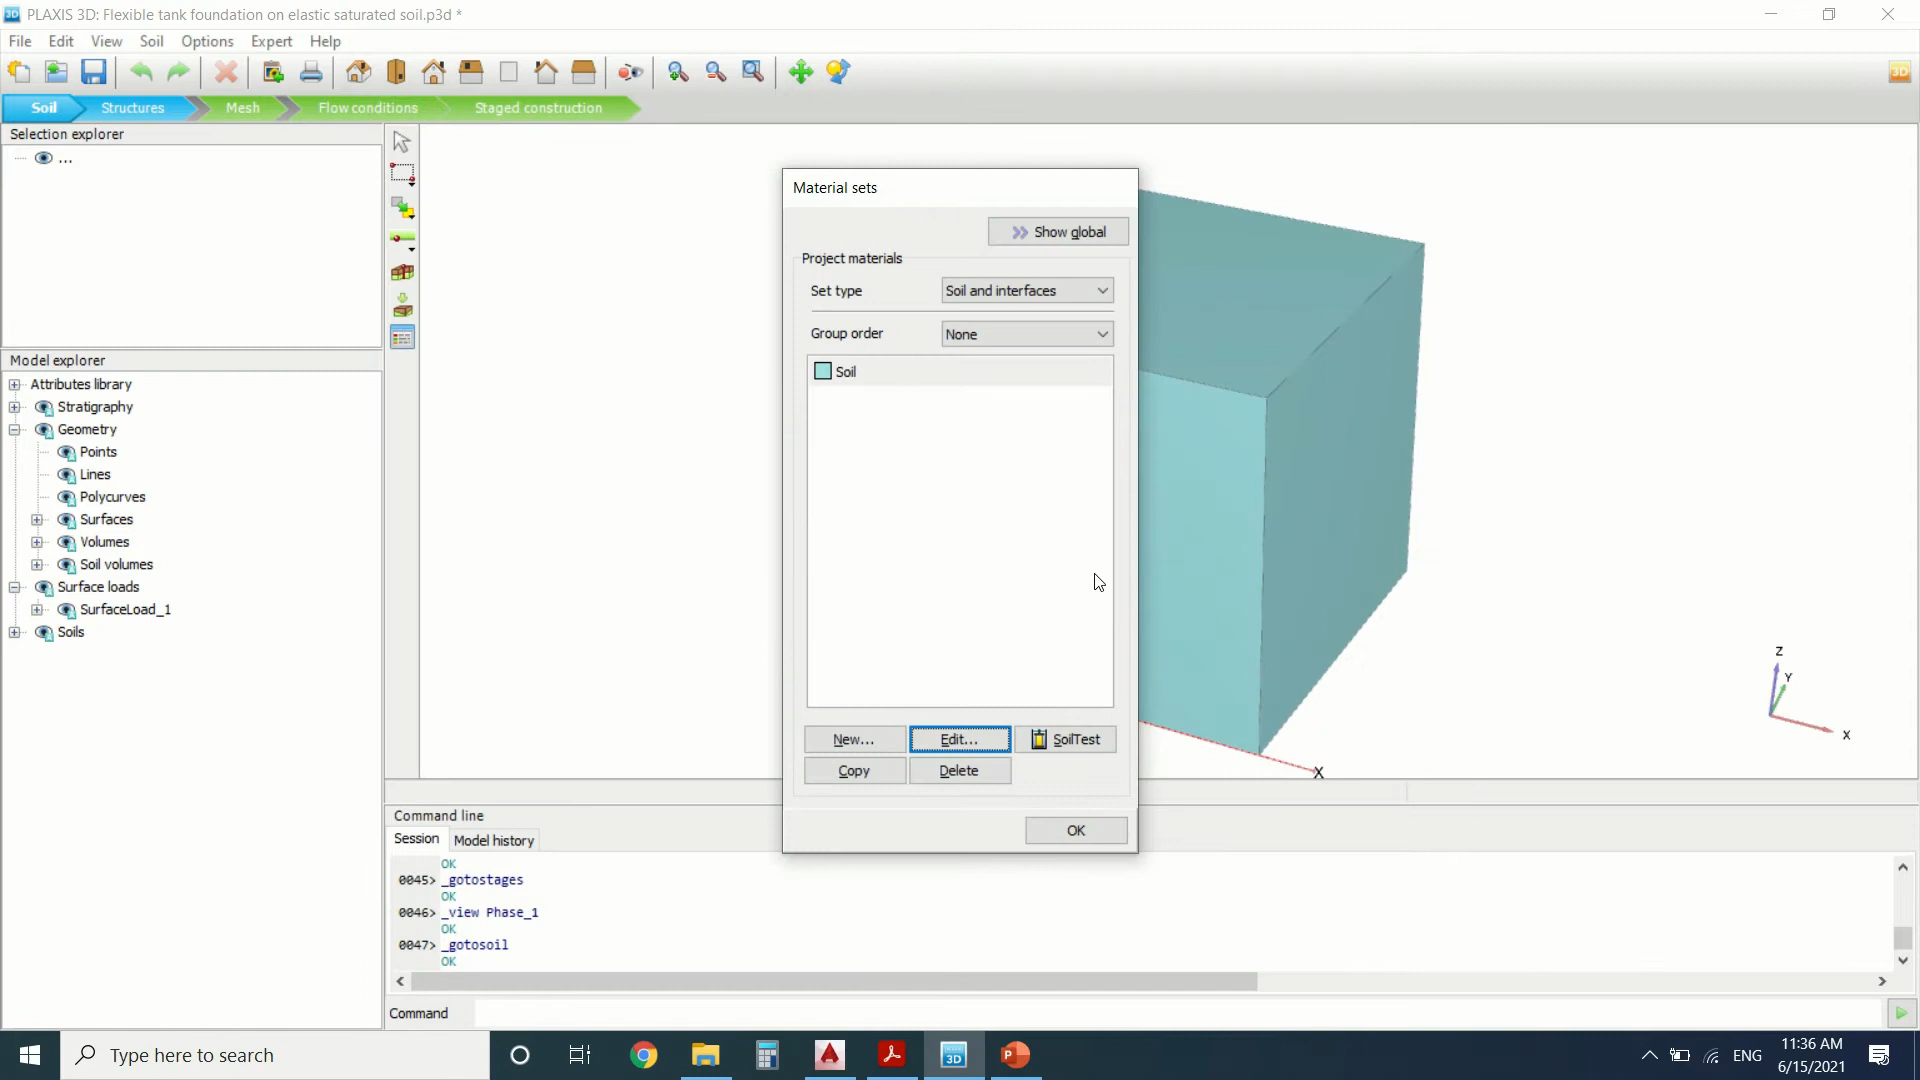 PLAXIS 3D: Flexible tank foundation on elastic saturated soil.p3d *
File Edit View Soil Options Expert Help
3D
Soil Structures Mesh Flow conditions Staged construction
Selection explorer
...
Model explorer
Attributes library
Stratigraphy
Geometry
Points
Lines
Polycurves
Surfaces
Volumes
Soil volumes
Surface loads
SurfaceLoad_1
Soils
Material sets
Show global
Project materials
Set type Soil and interfaces
Group order None
Soil
New... Edit... SoilTest
Copy Delete
OK
Z
Y
X
X
Command line
Session Model history
OK
0045> _gotostages
OK
0046> _view Phase_1
OK
0047> _gotosoil
OK
Command
Type here to search
3D
ENG
11:36 AM
6/15/2021